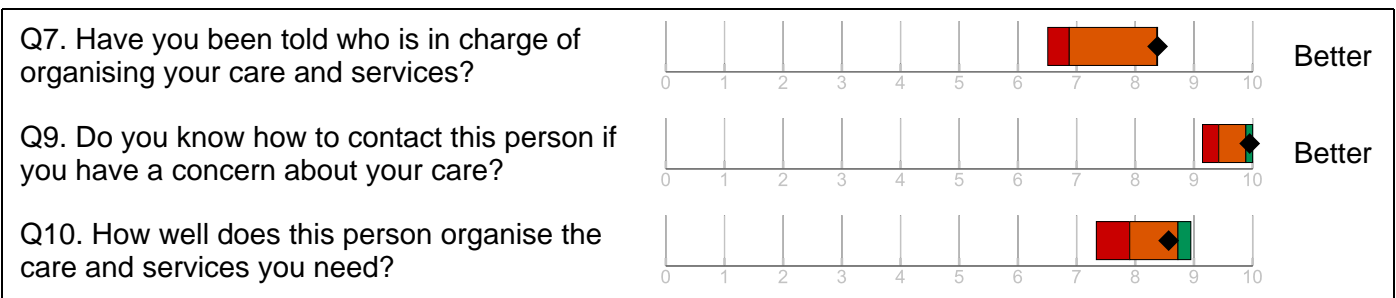 Q7. Have you been told who is in charge of
organising your care and services?
0 1 2 3 4 5 6 7 8 9 10
Better
Q9. Do you know how to contact this person if
you have a concern about your care?
0 1 2 3 4 5 6 7 8 9 10
Better
Q10. How well does this person organise the
care and services you need?
0 1 2 3 4 5 6 7 8 9 10